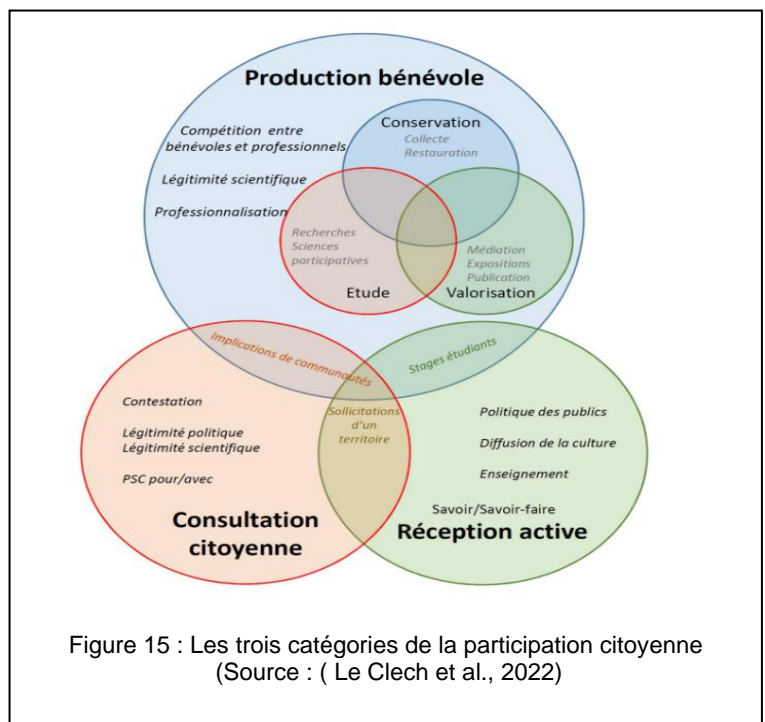 Production bénévole
Compétition entre
bénévoles et professionnels
Légitimité scientifique
Professionnalisation
Conservation
Collecte
Restauration
Recherches
Sciences
participatives
Etude
Médiation
Expositions
Publication
Valorisation
Implications de communautés
Stages étudiants
Sollicitations
d'un
territoire
Contestation
Légitimité politique
Légitimité scientifique
PSC pour/avec
Consultation
citoyenne
Politique des publics
Diffusion de la culture
Enseignement
Savoir/Savoir-faire
Réception active
Figure 15 : Les trois catégories de la participation citoyenne
(Source : ( Le Clech et al., 2022)